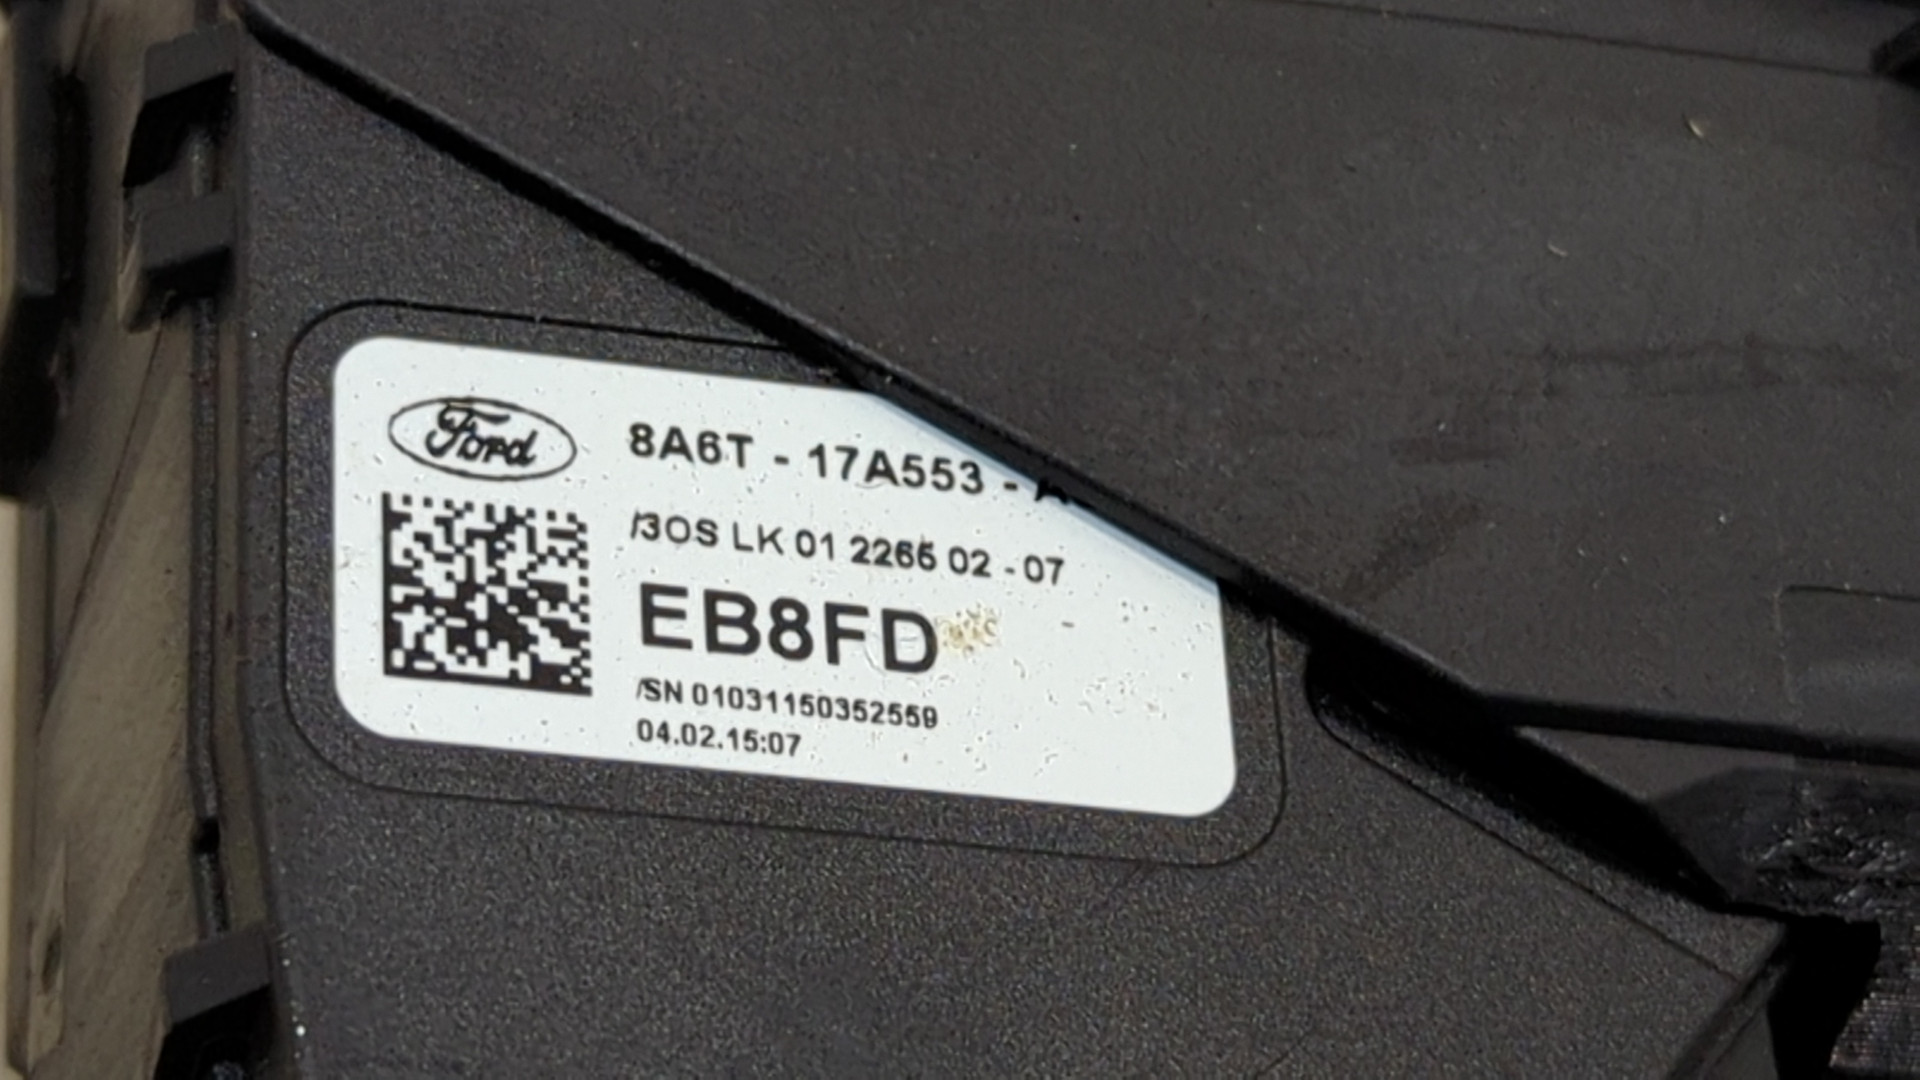 Ford
8A6T - 17A553 -
/3OS LK 01 2266 02 - 07
EB8FD
/SN 01031150352559
04.02.15:07